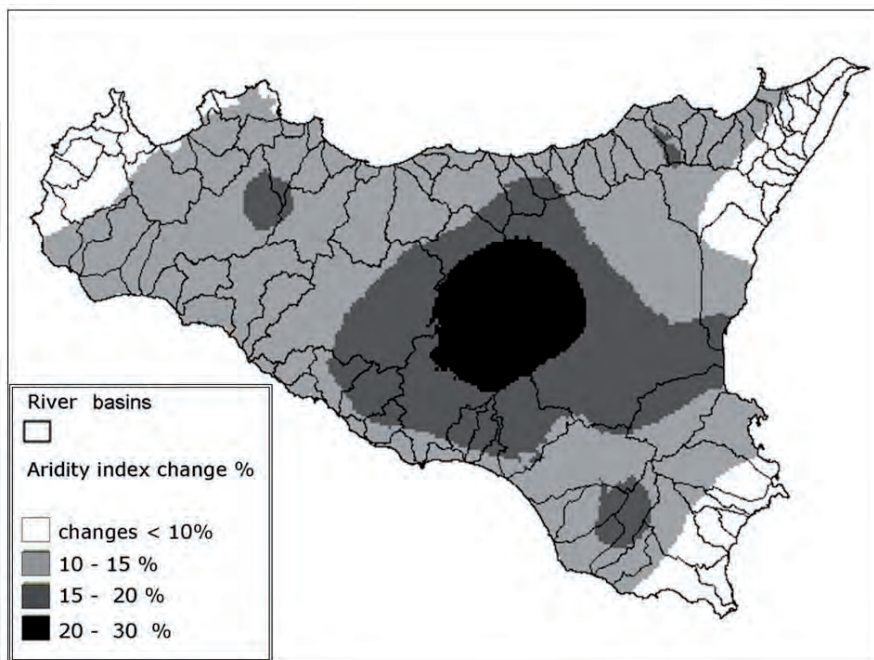 River basins
Aridity index change %
changes < 10%
10 - 15 %
15 - 20 %
20 - 30 %